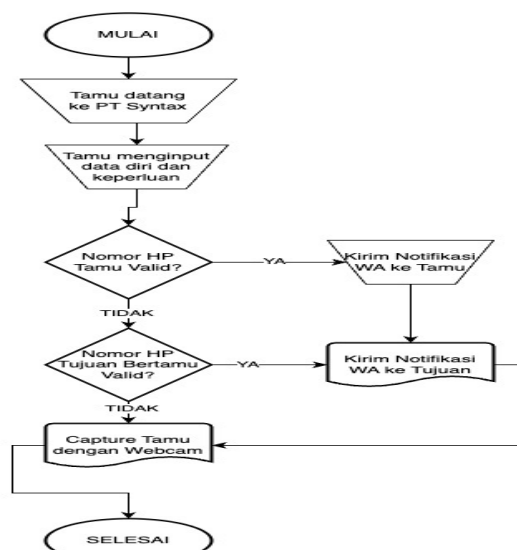 MULAI
Tamu datang
ke PT Syntax
Tamu menginput
data diri dan
keperluan
Nomor HP
Tamu Valid?
YA
Kirim Notifikasi
WA ke Tamu
TIDAK
Nomor HP
Tujuan Bertamu
Valid?
YA
Kirim Notifikasi
WA ke Tujuan
TIDAK
Capture Tamu
dengan Webcam
SELESAI